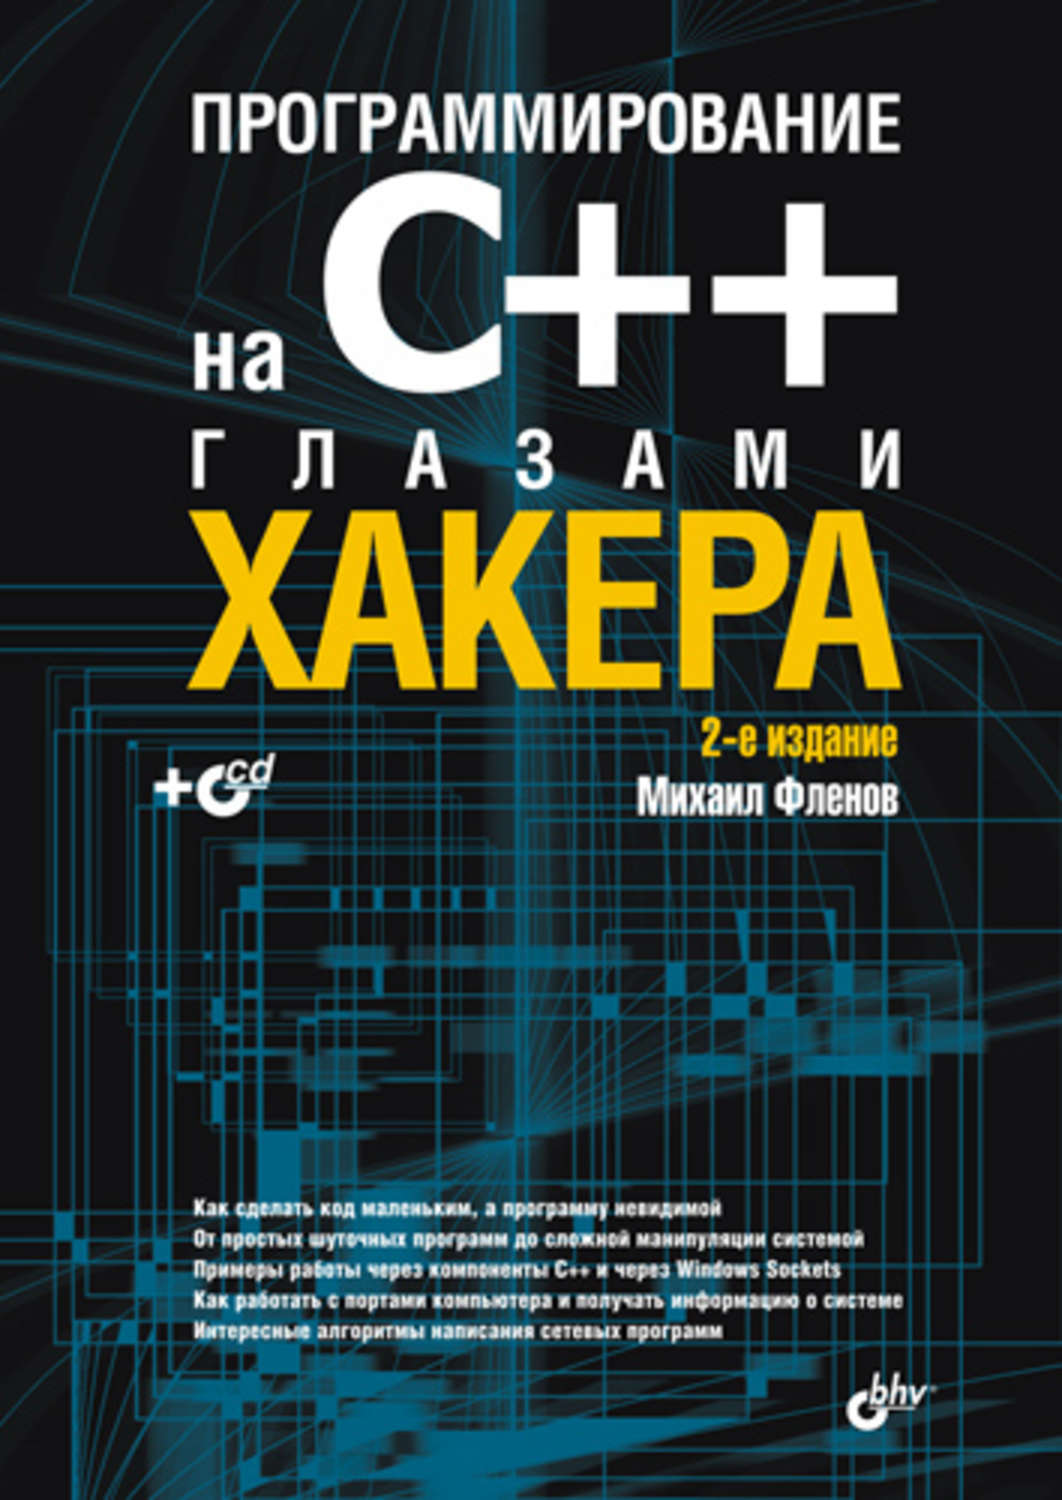 ПРОГРАММИРОВАНИЕ
на C++
ГЛАЗАМИ
ХАКЕРА
2-е издание
+cd
Михаил Фленов
Как сделать код маленьким, а программу невидимой
От простых шуточных программ до сложной манипуляции системой
Примеры работы через компоненты C++ и через Windows Sockets
Как работать с портами компьютера и получать информацию о системе
Интересные алгоритмы написания сетевых программ
bhv